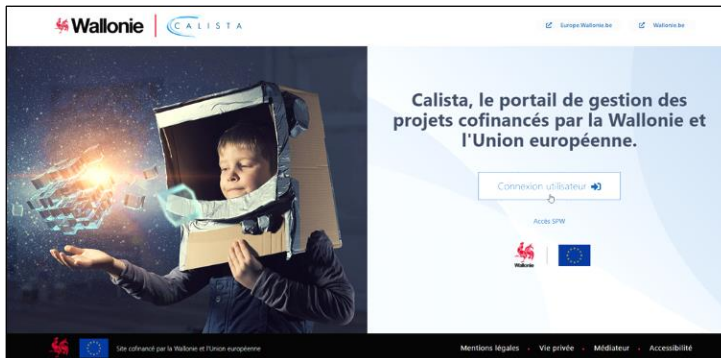 Wallonie
CALISTA
Europe.Wallonie.be
Wallonie.be
Calista, le portail de gestion des
projets cofinancés par la Wallonie et
l'Union européenne.
Connexion utilisateur
Accès SPW
Wallonie
Site cofinancé par la Wallonie et l'Union européenne
Mentions légales • Vie privée • Médiateur • Accessibilité